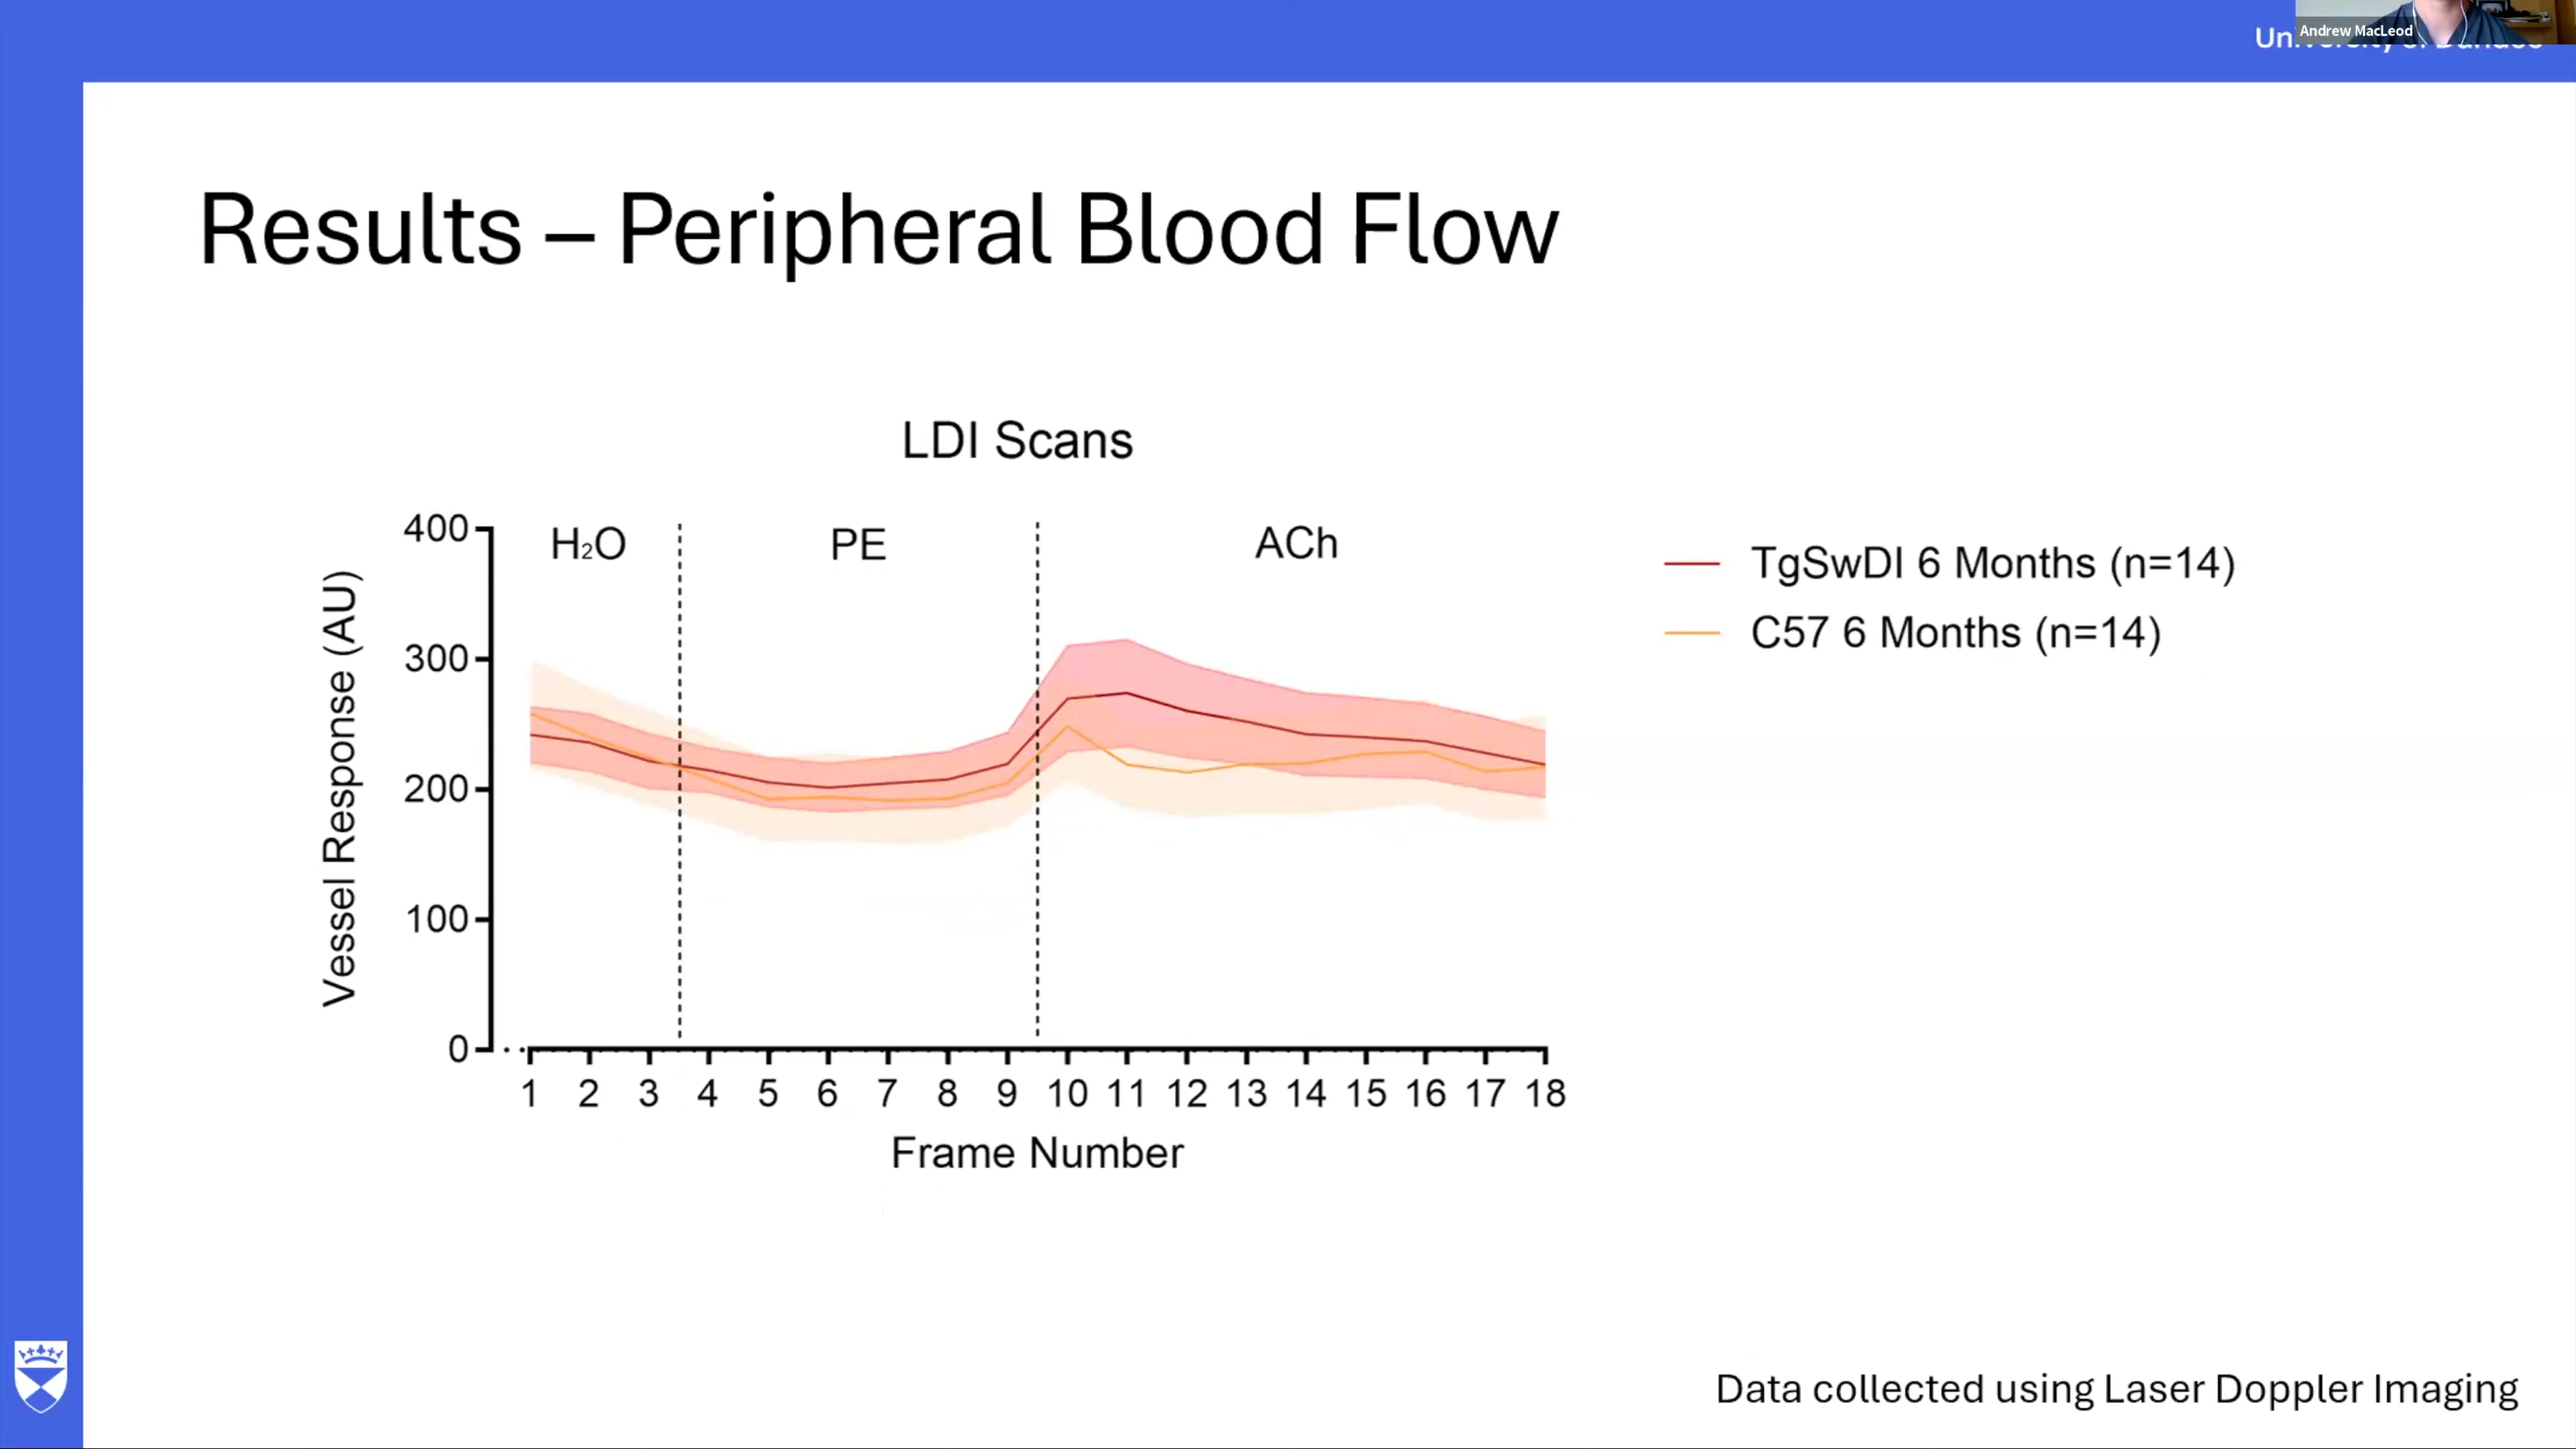 Andrew MacLeod
Results – Peripheral Blood Flow
LDI Scans
H₂O
PE
ACh
TgSwDI 6 Months (n=14)
C57 6 Months (n=14)
Vessel Response (AU)
400
300
200
100
0
1 2 3 4 5 6 7 8 9 10 11 12 13 14 15 16 17 18
Frame Number
Data collected using Laser Doppler Imaging